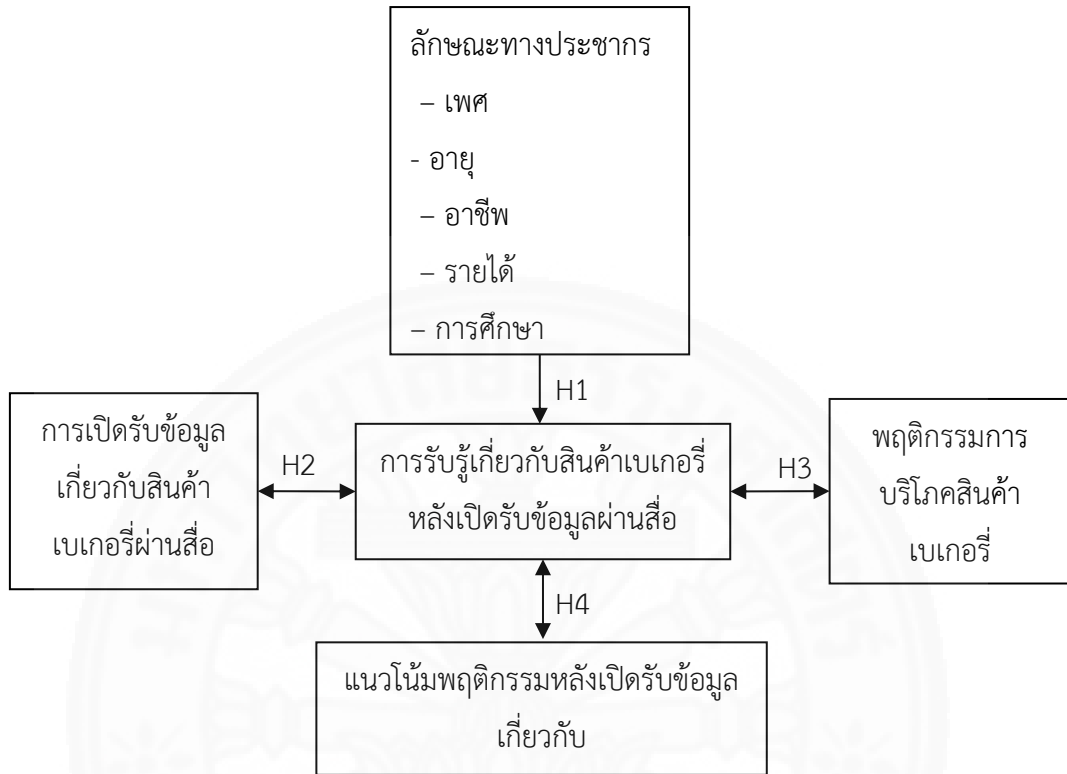 ลักษณะทางประชากร
– เพศ
- อายุ
– อาชีพ
– รายได้
– การศึกษา
H1
การเปิดรับข้อมูล
เกี่ยวกับสินค้า
เบเกอรี่ผ่านสื่อ
H2
การรับรู้เกี่ยวกับสินค้าเบเกอรี่
หลังเปิดรับข้อมูลผ่านสื่อ
H3
พฤติกรรมการ
บริโภคสินค้า
เบเกอรี่
H4
แนวโน้มพฤติกรรมหลังเปิดรับข้อมูล
เกี่ยวกับ